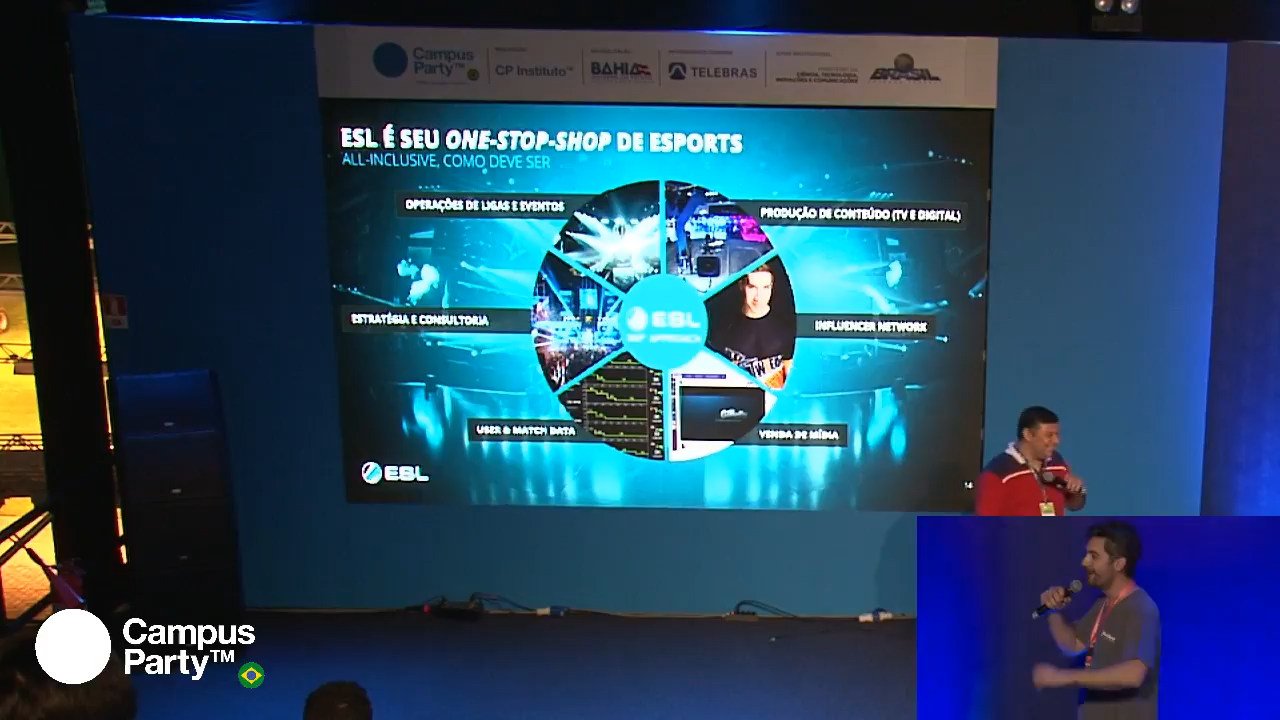 Campus
Party™
CP Instituto™
BAHIA
TELEBRAS
BRASIL
ESL É SEU ONE-STOP-SHOP DE ESPORTS
ALL-INCLUSIVE, COMO DEVE SER
OPERAÇÕES DE LIGAS E EVENTOS
PRODUÇÃO DE CONTEÚDO (TV E DIGITAL)
ESTRATÉGIA E CONSULTORIA
ESL
INFLUENCER NETWORK
USER & MATCH DATA
VENDA DE MÍDIA
ESL
14
Campus
Party™